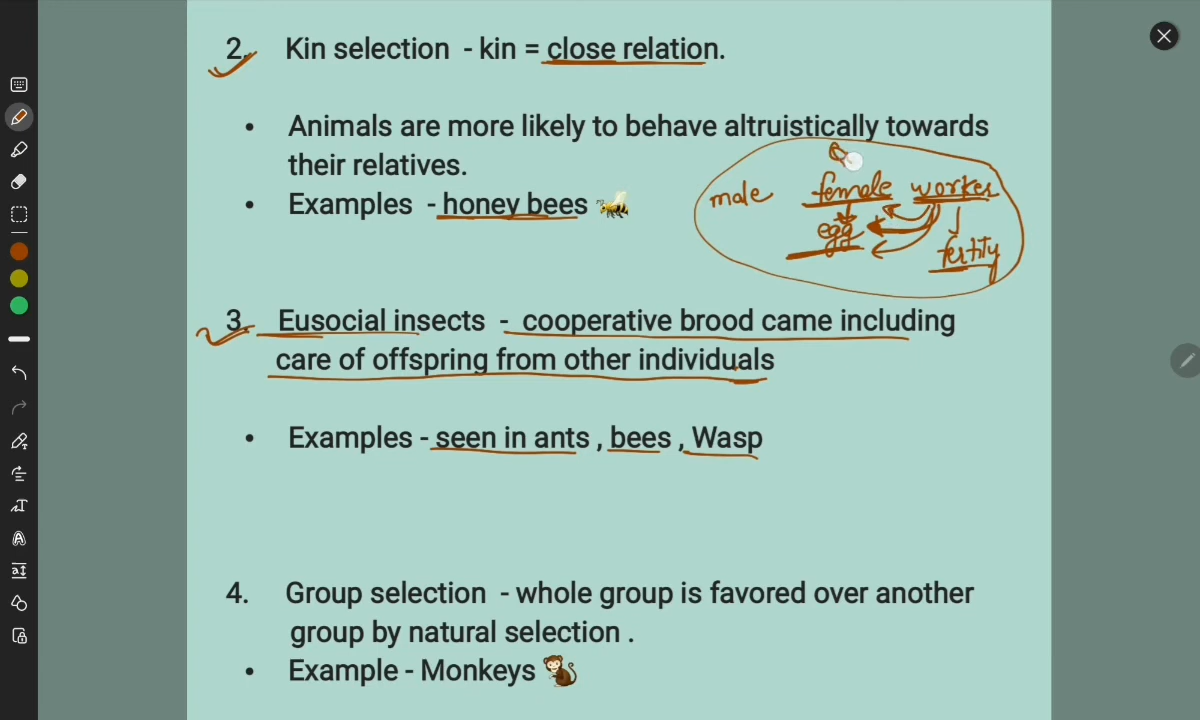 2. Kin selection - kin = close relation.
• Animals are more likely to behave altruistically towards
their relatives.
• Examples - honey bees
male female worker
egg
fertity
3. Eusocial insects - cooperative brood came including
care of offspring from other individuals
• Examples - seen in ants , bees , Wasp
4. Group selection - whole group is favored over another
group by natural selection .
• Example - Monkeys